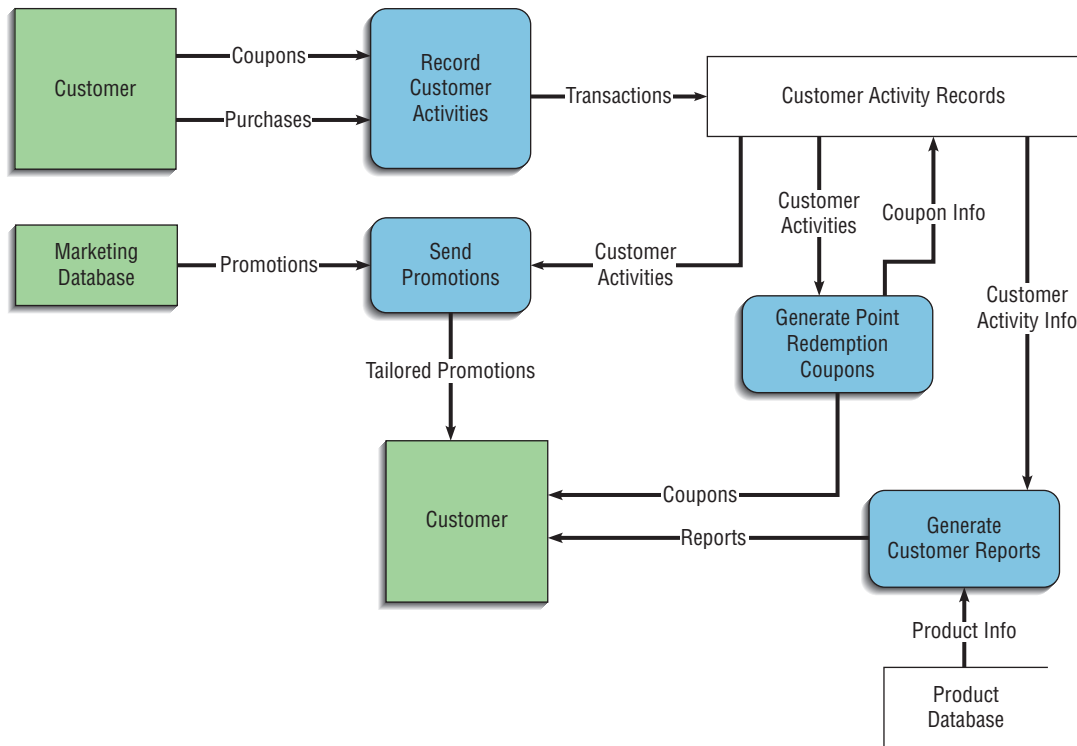 Customer
Coupons
Purchases
Record
Customer
Activities
Transactions
Customer Activity Records
Marketing
Database
Promotions
Send
Promotions
Customer
Activities
Customer
Activities
Coupon Info
Customer
Activity Info
Generate Point
Redemption
Coupons
Tailored Promotions
Customer
Coupons
Reports
Generate
Customer Reports
Product Info
Product
Database